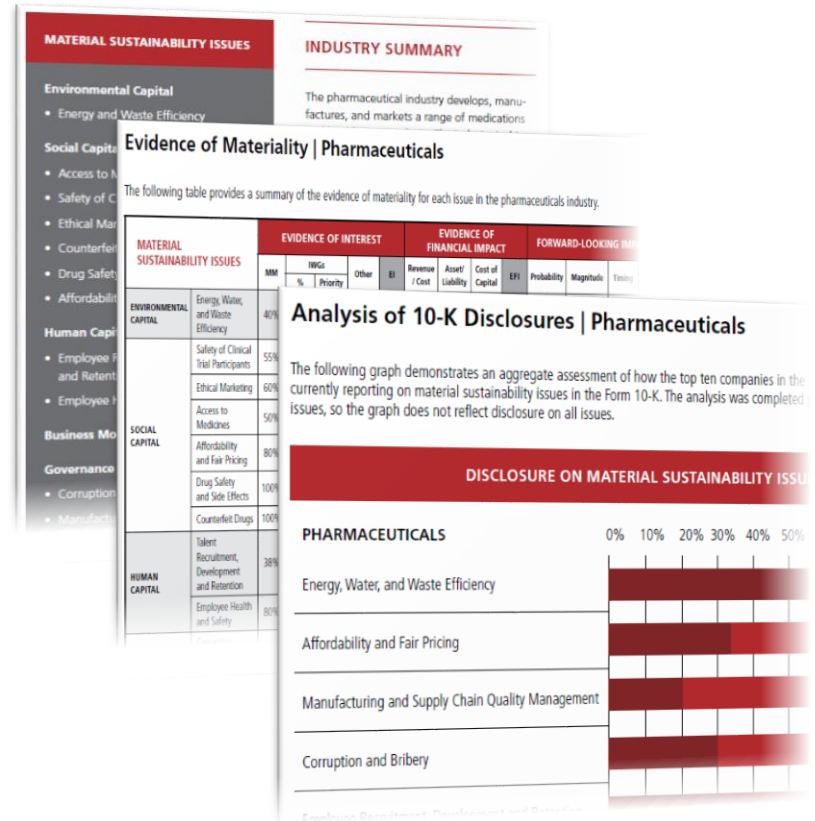 MATERIAL SUSTAINABILITY ISSUES
Environmental Capital
• Energy and Waste Efficiency
Social
• Access to
• Safety of
• Ethical
• Counterfeit
• Drug Safety
•
Human
• Employee
and
• Employee
Business
Governance
• Corruption
•
INDUSTRY SUMMARY
The pharmaceutical industry develops, manu-
factures, and markets a range of medications
Evidence of Materiality | Pharmaceuticals
The following table provides a summary of the evidence of materiality for each issue in the pharmaceuticals industry.
MATERIAL
SUSTAINABILITY ISSUES
EVIDENCE OF INTEREST
EVIDENCE OF
FINANCIAL IMPACT
FORWARD-LOOKING
MM
IWGs
%
Priority
Other
EI
Revenue
/ Cost
Asset/
Liability
Cost of
Capital
EFI
Probability
Magnitude
Timing
ENVIRONMENTAL
CAPITAL
Energy, Water,
and Waste
Efficiency
40%
SOCIAL
CAPITAL
Safety of Clinical
Trial Participants
55%
Ethical Marketing
60%
Access to
Medicines
50%
Affordability
and Fair Pricing
80%
Drug Safety
and Side Effects
100%
Counterfeit Drugs
100%
HUMAN
CAPITAL
Talent
Recruitment,
Development
and Retention
38%
Employee Health
and Safety
80%
Analysis of 10-K Disclosures | Pharmaceuticals
The following graph demonstrates an aggregate assessment of how the top ten companies in the
currently reporting on material sustainability issues in the Form 10-K. The analysis was completed
issues, so the graph does not reflect disclosure on all issues.
DISCLOSURE ON MATERIAL SUSTAINABILITY
PHARMACEUTICALS
0% 10% 20% 30% 40% 50%
Energy, Water, and Waste Efficiency
Affordability and Fair Pricing
Manufacturing and Supply Chain Quality Management
Corruption and Bribery
Employee Recruitment, Development and Retention